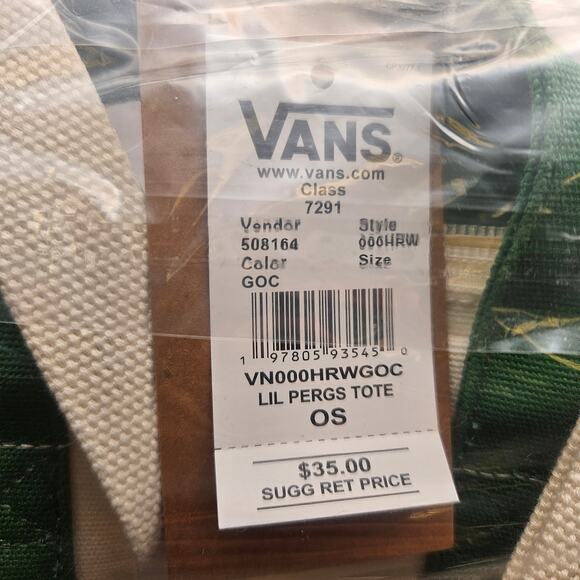 VANS®
www.vans.com
Class
7291
Vendor Style
508164 000HRW
Color Size
GOC
1 97805 93545 0
VN000HRWGOC
LIL PERGS TOTE
OS
$35.00
SUGG RET PRICE